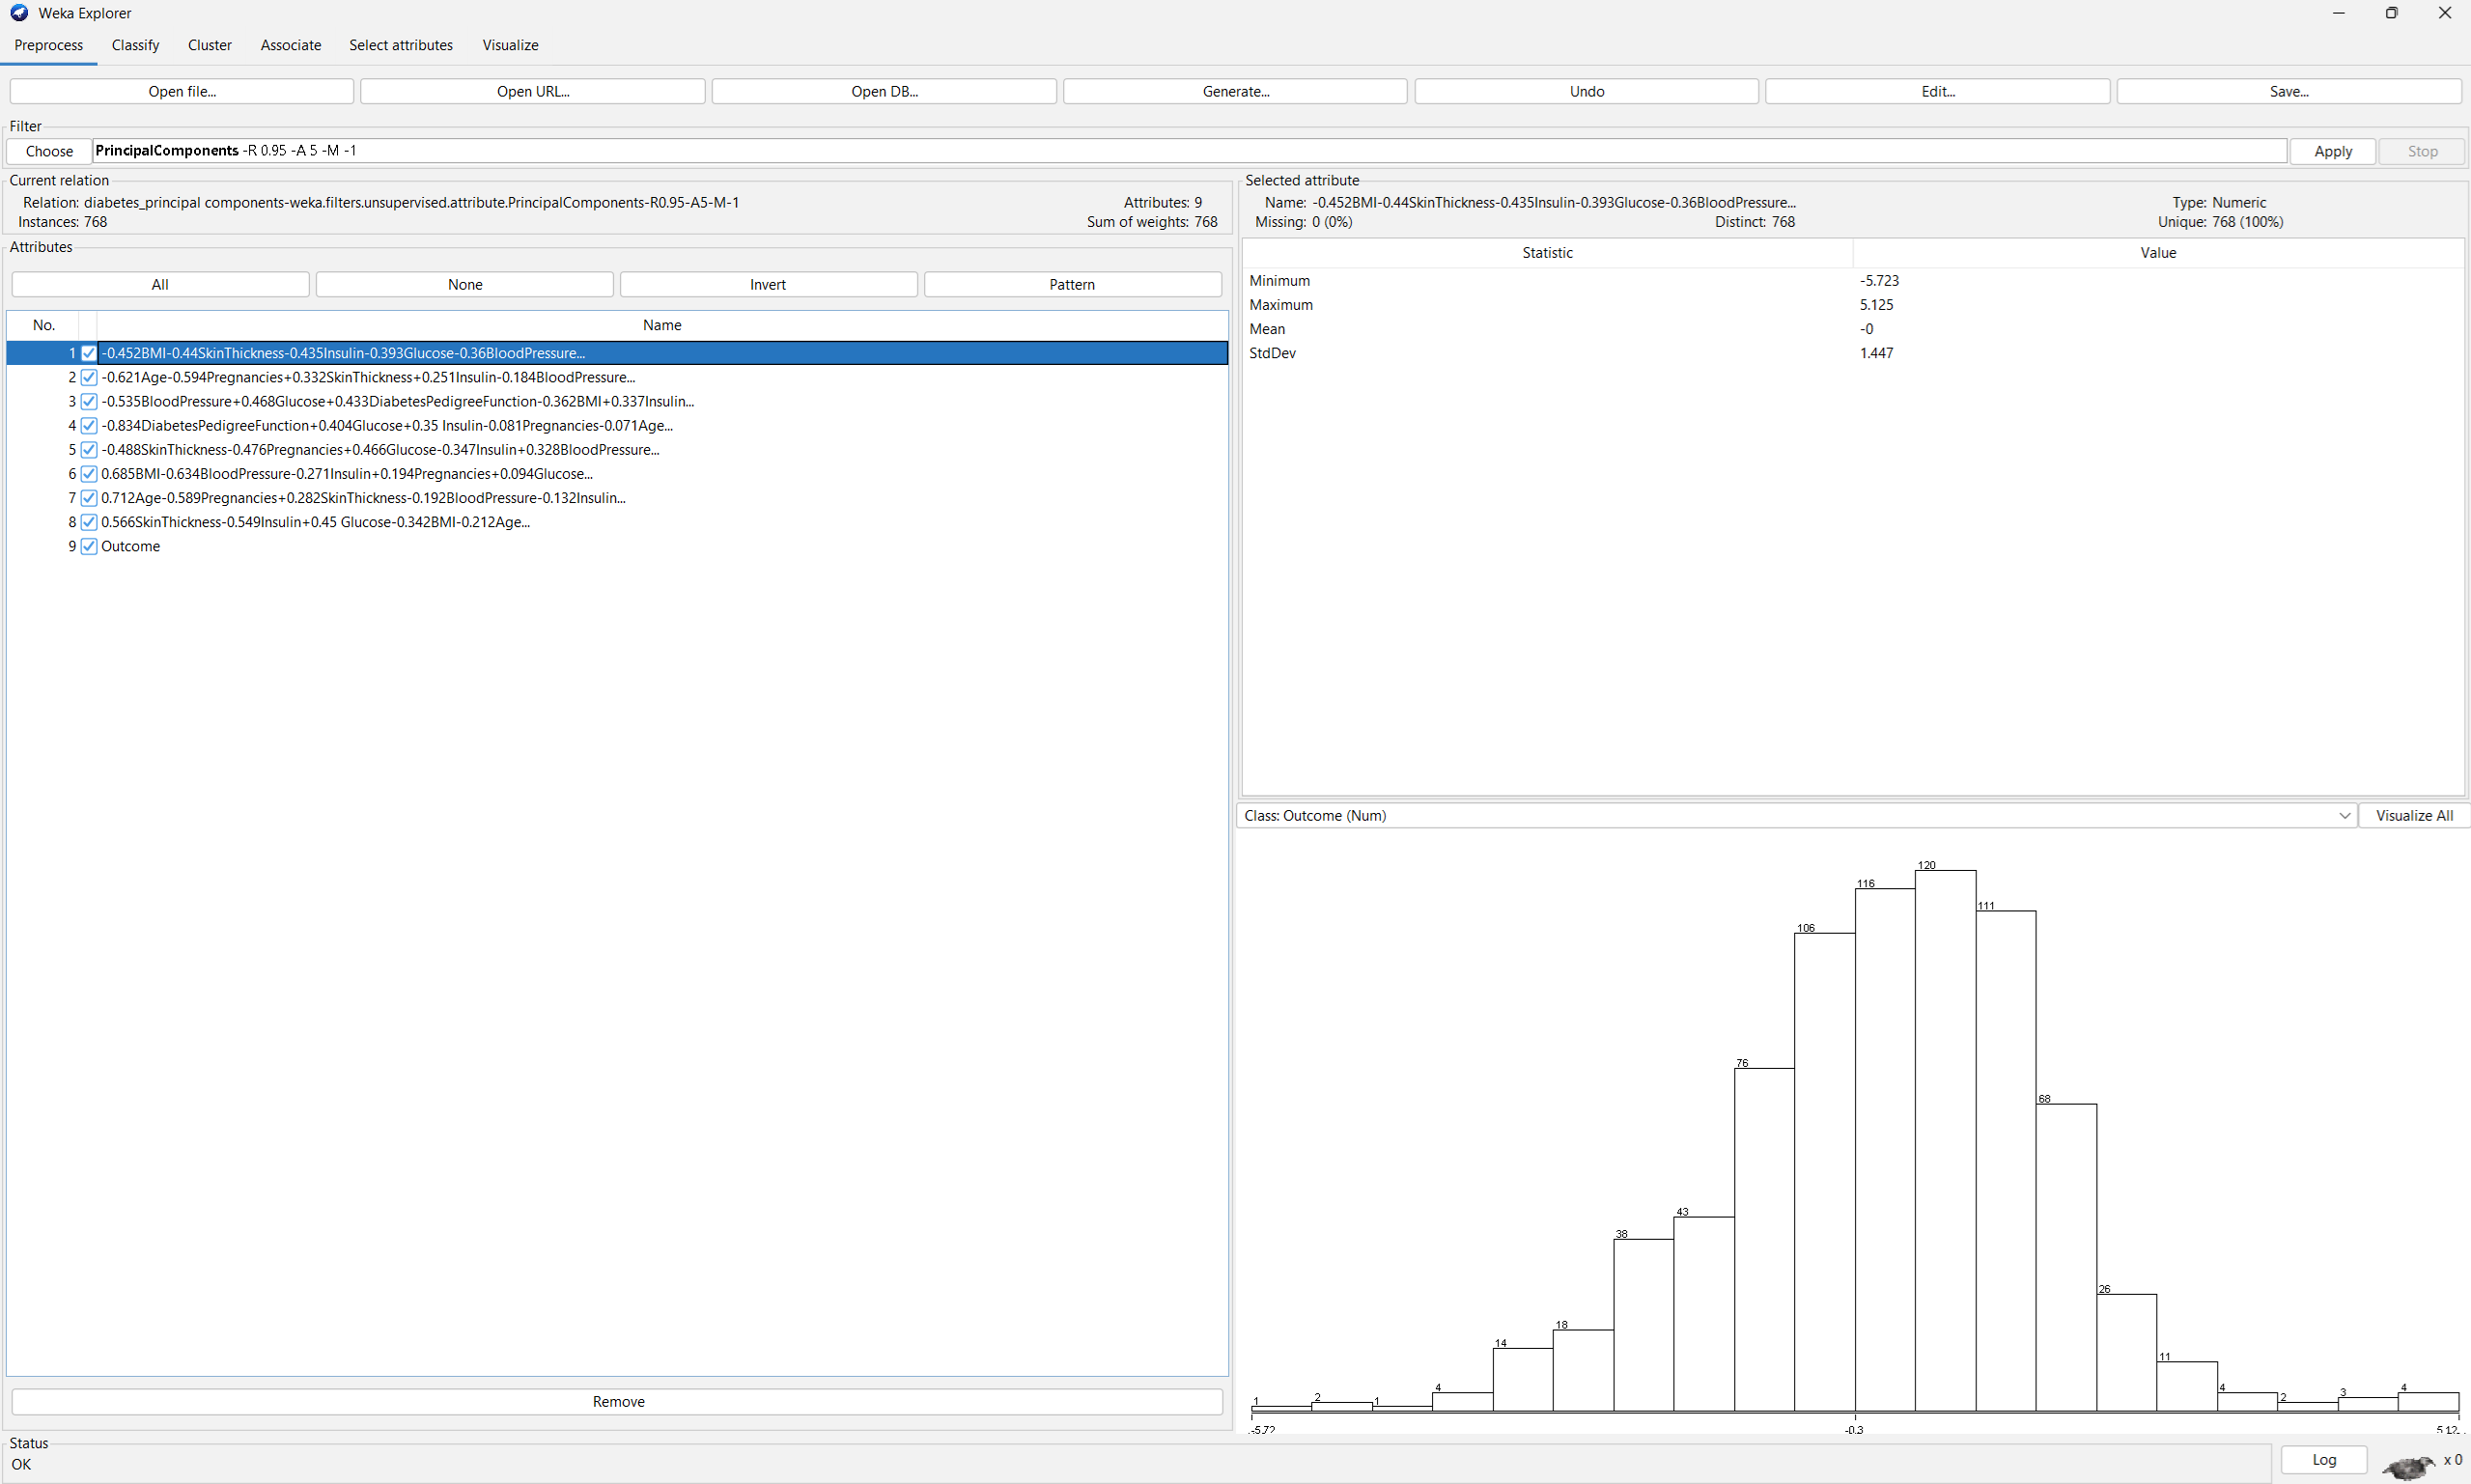 Weka Explorer
Preprocess Classify Cluster Associate Select attributes Visualize
Open file... Open URL... Open DB... Generate... Undo Edit... Save...
Filter
Choose PrincipalComponents -R 0.95 -A 5 -M -1 Apply Stop
Current relation
Relation: diabetes_principal components-weka.filters.unsupervised.attribute.PrincipalComponents-R0.95-A5-M-1 Attributes: 9
Instances: 768 Sum of weights: 768
Attributes
All None Invert Pattern
No. Name
1 -0.452BMI-0.44SkinThickness-0.435Insulin-0.393Glucose-0.36BloodPressure...
2 -0.621Age-0.594Pregnancies+0.332SkinThickness+0.251Insulin-0.184BloodPressure...
3 -0.535BloodPressure+0.468Glucose+0.433DiabetesPedigreeFunction-0.362BMI+0.337Insulin...
4 -0.834DiabetesPedigreeFunction+0.404Glucose+0.35 Insulin-0.081Pregnancies-0.071Age...
5 -0.488SkinThickness-0.476Pregnancies+0.466Glucose-0.347Insulin+0.328BloodPressure...
6 0.685BMI-0.634BloodPressure-0.271Insulin+0.194Pregnancies+0.094Glucose...
7 0.712Age-0.589Pregnancies+0.282SkinThickness-0.192BloodPressure-0.132Insulin...
8 0.566SkinThickness-0.549Insulin+0.45 Glucose-0.342BMI-0.212Age...
9 Outcome
Remove
Selected attribute
Name: -0.452BMI-0.44SkinThickness-0.435Insulin-0.393Glucose-0.36BloodPressure... Type: Numeric
Missing: 0 (0%) Distinct: 768 Unique: 768 (100%)
Statistic Value
Minimum -5.723
Maximum 5.125
Mean -0
StdDev 1.447
Class: Outcome (Num) Visualize All
1 2 1 4 14 18 38 43 76 106 116 120 111 68 26 11 4 2 3 4
-5.72 -0.3 5.12
Status
OK
Log x 0